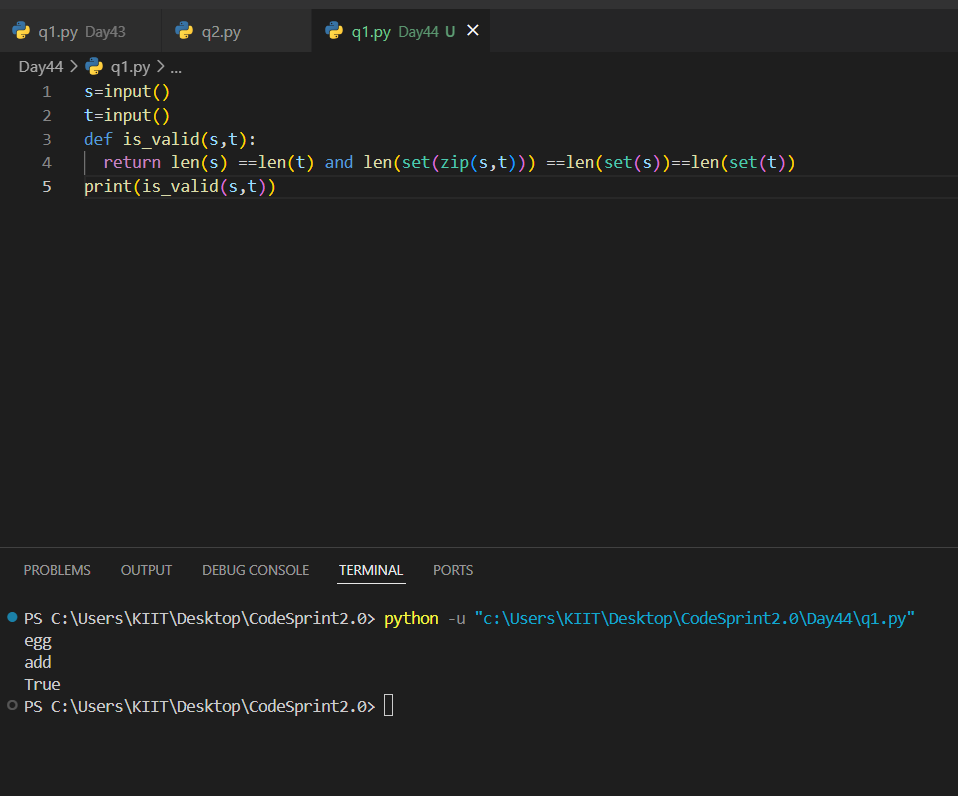 q1.py Day43 q2.py q1.py Day44 U
Day44 > q1.py > ...
1 s=input()
2 t=input()
3 def is_valid(s,t):
4 return len(s) ==len(t) and len(set(zip(s,t))) ==len(set(s))==len(set(t))
5 print(is_valid(s,t))
PROBLEMS OUTPUT DEBUG CONSOLE TERMINAL PORTS
PS C:\Users\KIIT\Desktop\CodeSprint2.0> python -u "c:\Users\KIIT\Desktop\CodeSprint2.0\Day44\q1.py"
egg
add
True
PS C:\Users\KIIT\Desktop\CodeSprint2.0>